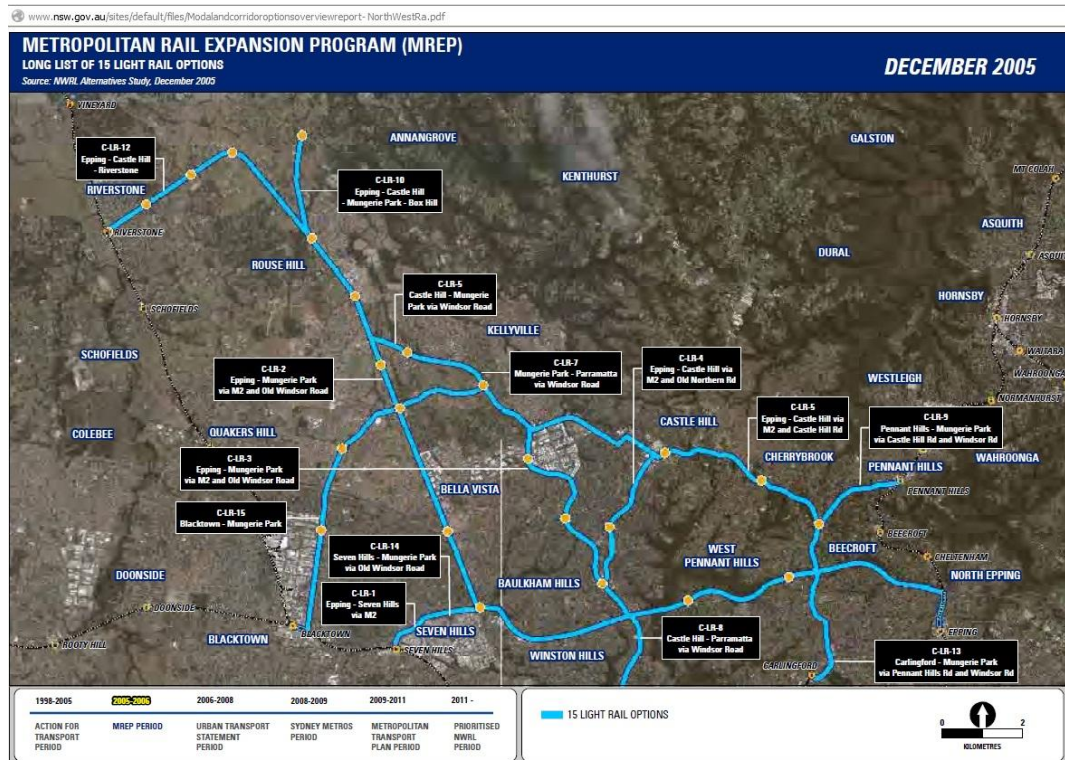 www.nsw.gov.au/sites/default/files/Modalandcorridoroptionsoverviewreport-NorthWestRa.pdf
METROPOLITAN RAIL EXPANSION PROGRAM (MREP)
LONG LIST OF 15 LIGHT RAIL OPTIONS
Source: NWRL Alternatives Study, December 2005
DECEMBER 2005
VINEYARD
ANNANGROVE
GALSTON
C-LR-12
Epping - Castle Hill
- Riverstone
KENTHURST
MT COLAH
RIVERSTONE
C-LR-10
Epping - Castle Hill
- Mungerie Park - Box Hill
ASQUITH
RIVERSTONE
DURAL
ASQUI
ROUSE HILL
C-LR-5
Castle Hill - Mungerie
Park via Windsor Road
HORNSBY
SCHOFIELDS
HORNSBY
KELLYVILLE
SCHOFIELDS
WAITARA
C-LR-2
Epping - Mungerie Park
via M2 and Old Windsor Road
C-LR-7
Mungerie Park - Parramatta
via Windsor Road
C-LR-4
Epping - Castle Hill via
M2 and Old Northern Rd
WAHROONGA
WESTLEIGH
NORMANHURST
C-LR-5
Epping - Castle Hill via
M2 and Castle Hill Rd
C-LR-9
Pennant Hills - Mungerie Park
via Castle Hill Rd and Windsor Rd
COLEBEE
QUAKERS HILL
CASTLE HILL
C-LR-3
Epping - Mungerie Park
via M2 and Old Windsor Road
CHERRYBROOK
WAHROONGA
PENNANT HILLS
BELLA VISTA
PENNANT HILLS
C-LR-15
Blacktown - Mungerie Park
BEECROFT
C-LR-14
Seven Hills - Mungerie Park
via Old Windsor Road
WEST
PENNANT HILLS
BEECROFT
CHELTENHAM
DOONSIDE
BAULKHAM HILLS
NORTH EPPING
C-LR-1
Epping - Seven Hills
via M2
DOONSIDE
BLACKTOWN
BLACKTOWN
SEVEN HILLS
C-LR-8
Castle Hill - Parramatta
via Windsor Road
EPPING
ROOTY HILL
SEVEN HILLS
WINSTON HILLS
C-LR-13
Carlingford - Mungerie Park
via Pennant Hills Rd and Windsor Rd
CARLINGFORD
1998-2005
ACTION FOR
TRANSPORT
PERIOD
2005-2006
MREP PERIOD
2006-2008
URBAN TRANSPORT
STATEMENT
PERIOD
2008-2009
SYDNEY METROS
PERIOD
2009-2011
METROPOLITAN
TRANSPORT
PLAN PERIOD
2011 -
PRIORITISED
NWRL
PERIOD
15 LIGHT RAIL OPTIONS
0 2
KILOMETRES